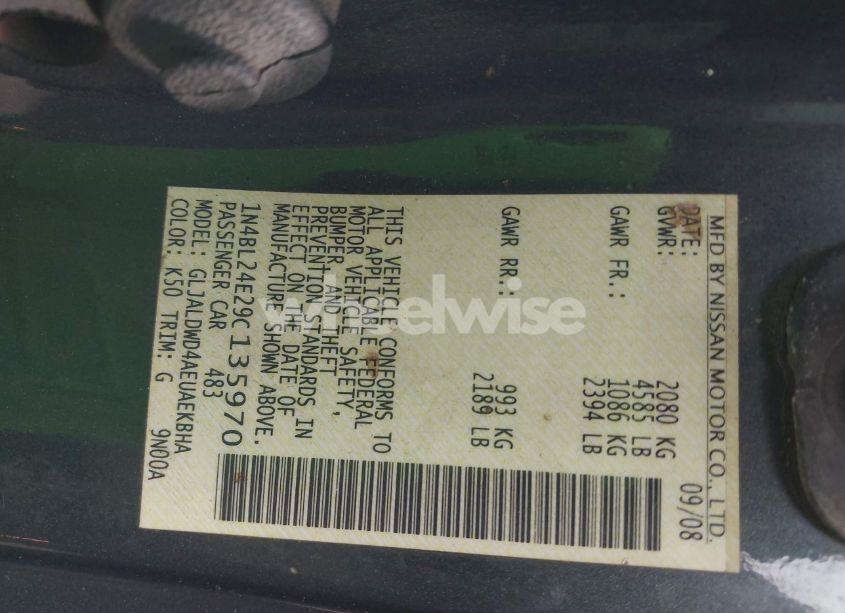 MFD BY NISSAN MOTOR CO., LTD.
DATE: 09/08
GVWR: 2080 KG
4585 LB
GAWR FR.: 1086 KG
2394 LB
GAWR RR.: 993 KG
2189 LB
THIS VEHICLE CONFORMS TO
ALL APPLICABLE FEDERAL
MOTOR VEHICLE SAFETY,
BUMPER AND THEFT
PREVENTION STANDARDS IN
EFFECT ON THE DATE OF
MANUFACTURE SHOWN ABOVE.
1N4BL24E29C135970
PASSENGER CAR 483
MODEL: GLJALDWD4AEUAEKBHA
COLOR: K50 TRIM: G 9N00A
wheelwise